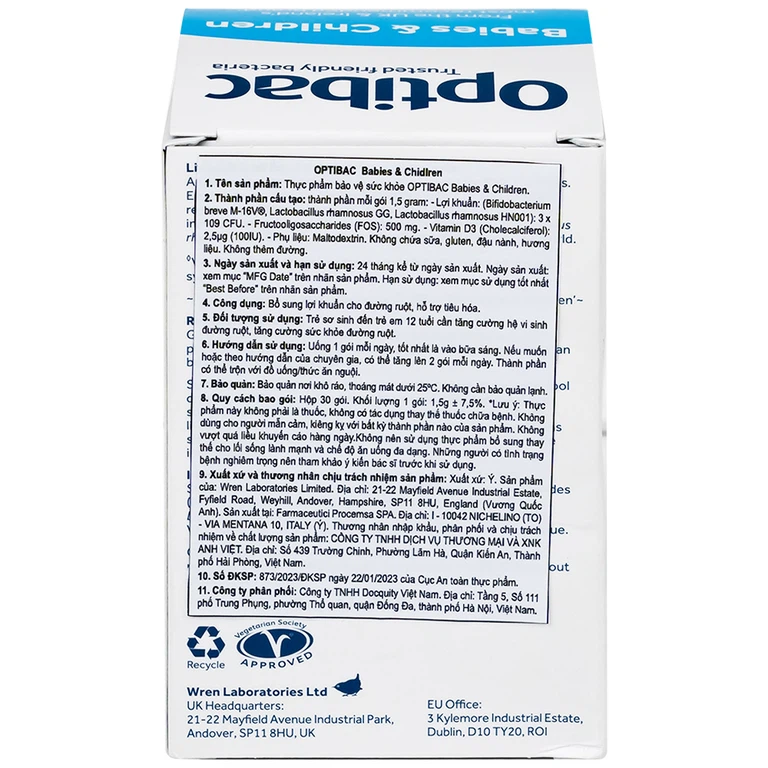 most
From the UK & Ireland's
Babies & Children
Trusted friendly bacteria
Optibac
OPTIBAC Babies & Chidlren
1. Tên sản phẩm: Thực phẩm bảo vệ sức khỏe OPTIBAC Babies & Children.
2. Thành phần cấu tạo: thành phần mỗi gói 1,5 gram: - Lợi khuẩn: (Bifidobacterium
breve M-16V®, Lactobacillus rhamnosus GG, Lactobacillus rhamnosus HN001): 3 x
109 CFU. - Fructooligosaccharides (FOS): 500 mg. - Vitamin D3 (Cholecalciferol):
2,5µg (100IU). - Phụ liệu: Maltodextrin. Không chứa sữa, gluten, đậu nành, hương
liệu. Không thêm đường.
3. Ngày sản xuất và hạn sử dụng: 24 tháng kể từ ngày sản xuất. Ngày sản xuất:
xem mục "MFG Date" trên nhãn sản phẩm. Hạn sử dụng: xem mục sử dụng tốt nhất
"Best Before" trên nhãn sản phẩm.
4. Công dụng: Bổ sung lợi khuẩn cho đường ruột, hỗ trợ tiêu hóa.
5. Đối tượng sử dụng: Trẻ sơ sinh đến trẻ em 12 tuổi cần tăng cường hệ vi sinh
đường ruột, tăng cường sức khỏe đường ruột.
6. Hướng dẫn sử dụng: Uống 1 gói mỗi ngày, tốt nhất là vào bữa sáng. Nếu muốn
hoặc theo hướng dẫn của chuyên gia, có thể tăng lên 2 gói mỗi ngày. Thành phần
có thể trộn với đồ uống/thức ăn nguội.
7. Bảo quản: Bảo quản nơi khô ráo, thoáng mát dưới 25ºC. Không cần bảo quản lạnh.
8. Quy cách bao gói: Hộp 30 gói. Khối lượng 1 gói: 1,5g ± 7,5%. *Lưu ý: Thực
phẩm này không phải là thuốc, không có tác dụng thay thế thuốc chữa bệnh. Không
dùng cho người mẫn cảm, kiêng kỵ với bất kỳ thành phần nào của sản phẩm. Không
vượt quá liều khuyến cáo hàng ngày.Không nên sử dụng thực phẩm bổ sung thay
thế cho lối sống lành mạnh và chế độ ăn uống đa dạng. Những người có tình trạng
bệnh nghiêm trọng nên tham khảo ý kiến bác sĩ trước khi sử dụng.
9. Xuất xứ và thương nhân chịu trách nhiệm sản phẩm: Xuất xứ: Ý. Sản phẩm
của: Wren Laboratories Limited. Địa chỉ: 21-22 Mayfield Avenue Industrial Estate,
Fyfield Road, Weyhill, Andover, Hampshire, SP11 8HU, England (Vương Quốc
Anh). Sản xuất tại: Farmaceutici Procemsa SPA. Địa chỉ: I - 10042 NICHELINO (TO)
- VIA MENTANA 10, ITALY (Ý). Thương nhân nhập khẩu, phân phối và chịu trách
nhiệm về chất lượng sản phẩm: CÔNG TY TNHH DỊCH VỤ THƯƠNG MẠI VÀ XNK
ANH VIỆT. Địa chỉ: Số 439 Trường Chinh, Phường Lãm Hà, Quận Kiến An, Thành
phố Hải Phòng, Việt Nam.
10. Số ĐKSP: 873/2023/ĐKSP ngày 22/01/2023 của Cục An toàn thực phẩm.
11. Công ty phân phối: Công ty TNHH Docquity Việt Nam. Địa chỉ: Tầng 5, Số 111
phố Trung Phụng, phường Thổ quan, quận Đống Đa, thành phố Hà Nội, Việt Nam.
Recycle
Vegetarian Society
APPROVED
Wren Laboratories Ltd
UK Headquarters:
21-22 Mayfield Avenue Industrial Park,
Andover, SP11 8HU, UK
EU Office:
3 Kylemore Industrial Estate,
Dublin, D10 TY20, ROI